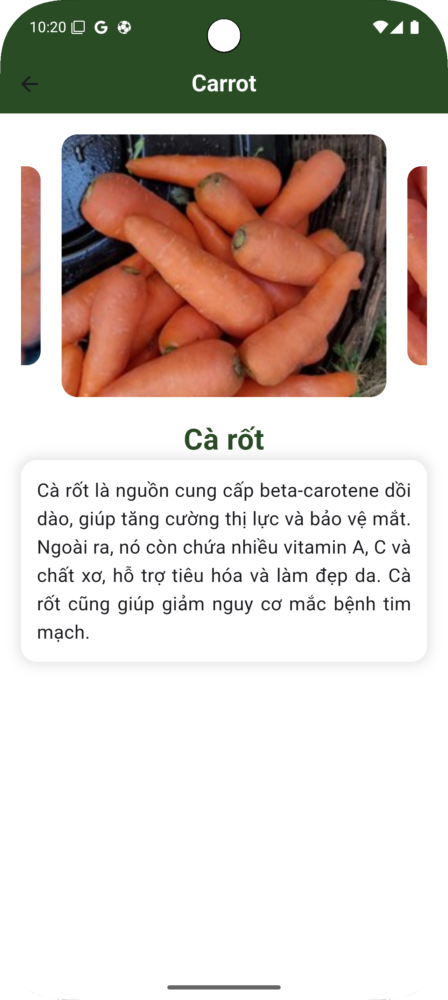 10:20
Carrot
Cà rốt
Cà rốt là nguồn cung cấp beta-carotene dồi
dào, giúp tăng cường thị lực và bảo vệ mắt.
Ngoài ra, nó còn chứa nhiều vitamin A, C và
chất xơ, hỗ trợ tiêu hóa và làm đẹp da. Cà
rốt cũng giúp giảm nguy cơ mắc bệnh tim
mạch.